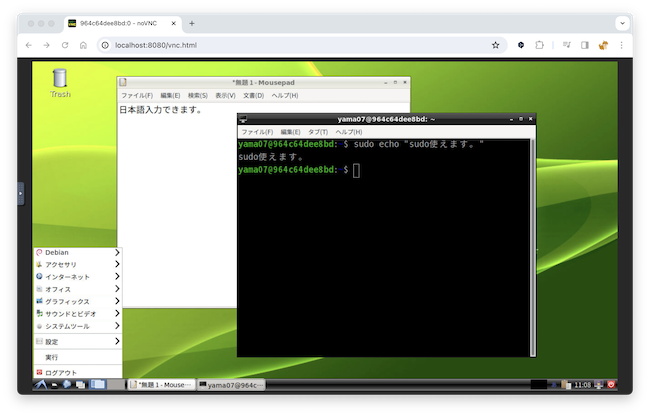 964c64dee8bd:0 - noVNC
localhost:8080/vnc.html
Trash
*無題 1 - Mousepad
ファイル(F) 編集(E) 検索(S) 表示(V) 文書(D) ヘルプ(H)
日本語入力できます。
yama07@964c64dee8bd: ~
ファイル(F) 編集(E) タブ(T) ヘルプ(H)
yama07@964c64dee8bd: $ sudo echo "sudo使えます。"
sudo使えます。
yama07@964c64dee8bd: $
Debian
アクセサリ
インターネット
オフィス
グラフィックス
サウンドとビデオ
システムツール
設定
実行
ログアウト
*無題 1 - Mouse···
yama07@964c···
11:08